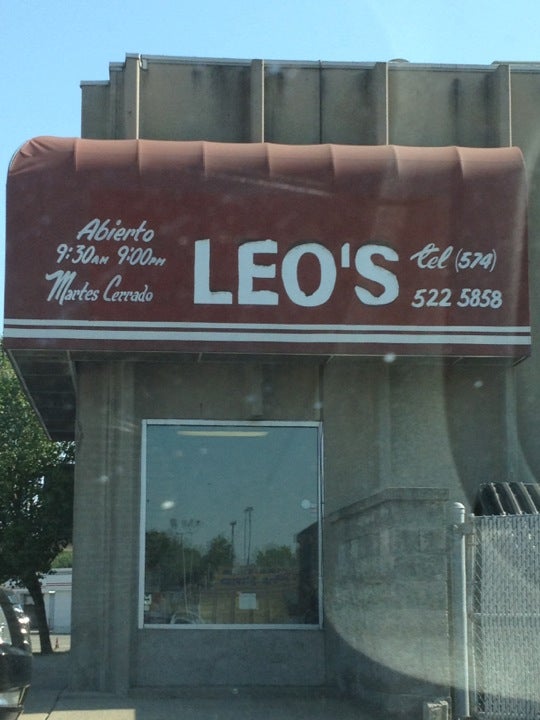 Abierto
9:30AM 9:00PM
Martes Cerrado
LEO'S
tel (574)
522 5858